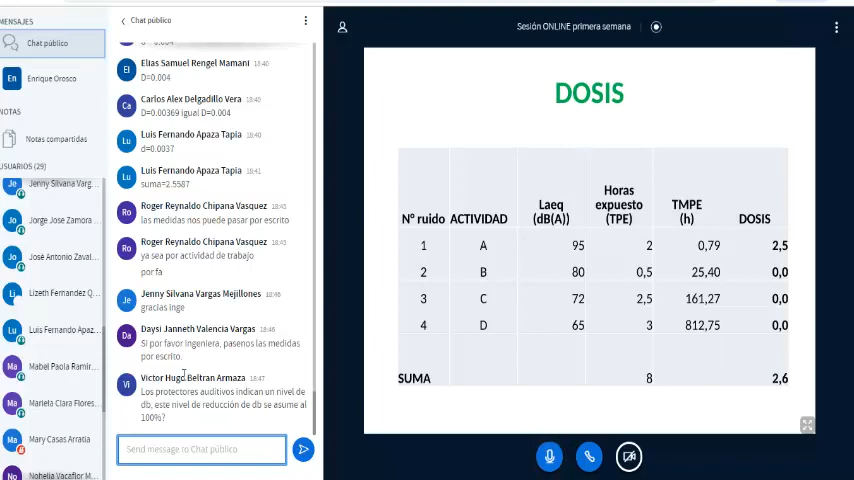 MENSAJES
Chat público
En
Enrique Orosco
NOTAS
Notas compartidas
USUARIOS (29)
Je
Jenny Silvana Varg...
Jo
Jorge Jose Zamora ...
Jo
José Antonio Zaval...
Li
Lizeth Fernandez Q...
Lu
Luis Fernando Apaz...
Ma
Mabel Paola Ramir...
Ma
Mariela Clara Flores...
Ma
Mary Casas Arratia
No
Nohelia Vacaflor M...
Chat público
El
Elias Samuel Rengel Mamani 18:40
D=0.004
Ca
Carlos Alex Delgadillo Vera 18:40
D=0.00369 igual D=0.004
Lu
Luis Fernando Apaza Tapia 18:40
d=0.0037
Lu
Luis Fernando Apaza Tapia 18:41
suma=2.5587
Ro
Roger Reynaldo Chipana Vasquez 18:45
las medidas nos puede pasar por escrito
Ro
Roger Reynaldo Chipana Vasquez 18:45
ya sea por actividad de trabajo
por fa
Je
Jenny Silvana Vargas Mejillones 18:46
gracias inge
Da
Daysi Janneth Valencia Vargas 18:46
Si por favor ingeniera, pasenos las medidas
por escrito.
Vi
Victor Hugo Beltran Armaza 18:47
Los protectores auditivos indican un nivel de
db, este nivel de reducción de db se asume al
100%?
Send message to Chat público
Sesión ONLINE primera semana
DOSIS
N° ruido ACTIVIDAD Laeq (dB(A)) Horas expuesto (TPE) TMPE (h) DOSIS
1 A 95 2 0,79 2,5
2 B 80 0,5 25,40 0,0
3 C 72 2,5 161,27 0,0
4 D 65 3 812,75 0,0
SUMA 8 2,6